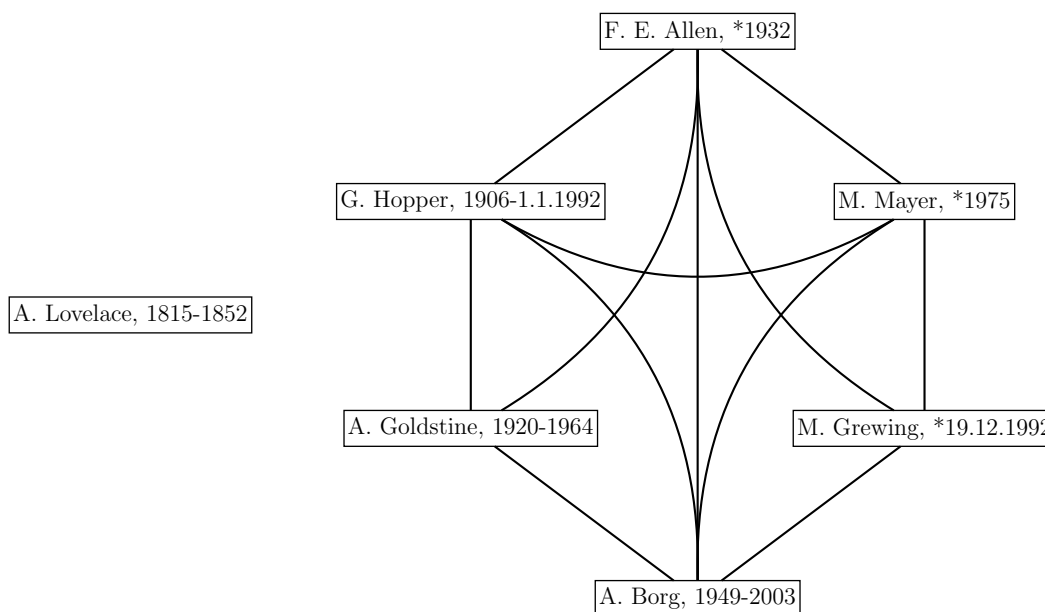 F. E. Allen, *1932
G. Hopper, 1906-1.1.1992
M. Mayer, *1975
A. Lovelace, 1815-1852
A. Goldstine, 1920-1964
M. Grewing, *19.12.1992
A. Borg, 1949-2003